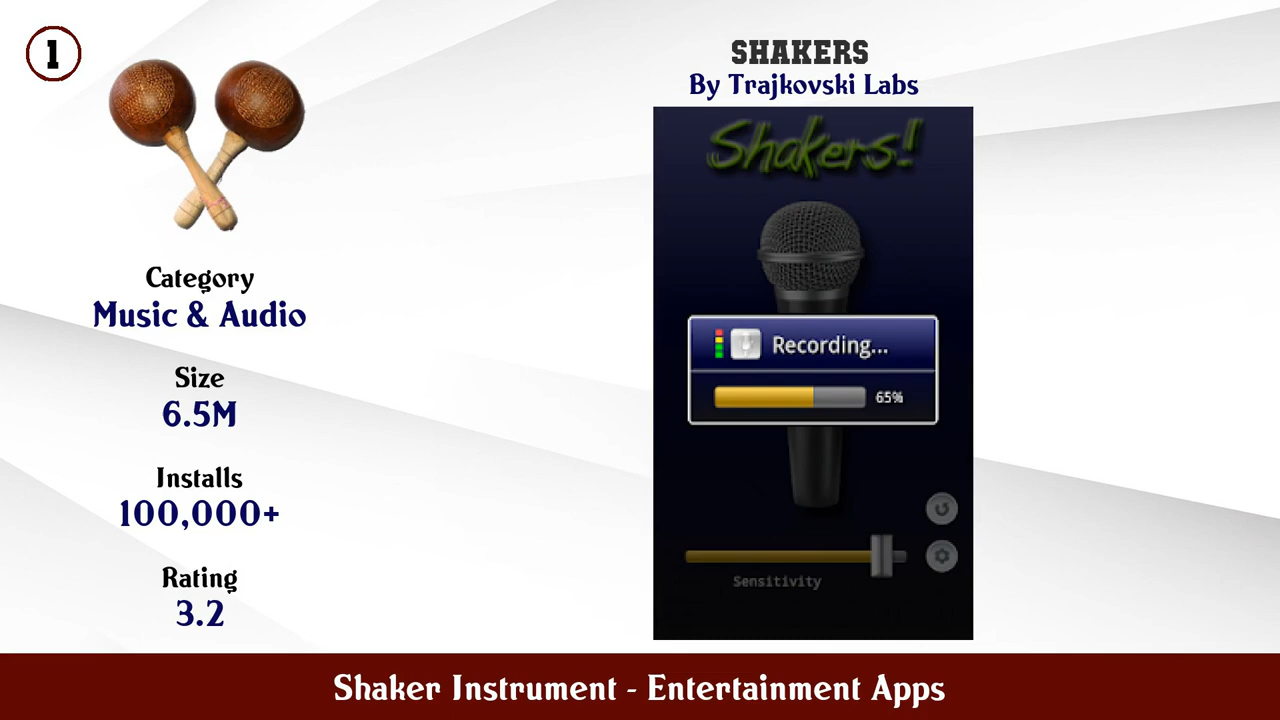 1
SHAKERS
By Trajkovski Labs
Shakers!
Recording...
65%
Sensitivity
Category
Music & Audio
Size
6.5M
Installs
100,000+
Rating
3.2
Shaker Instrument - Entertainment Apps